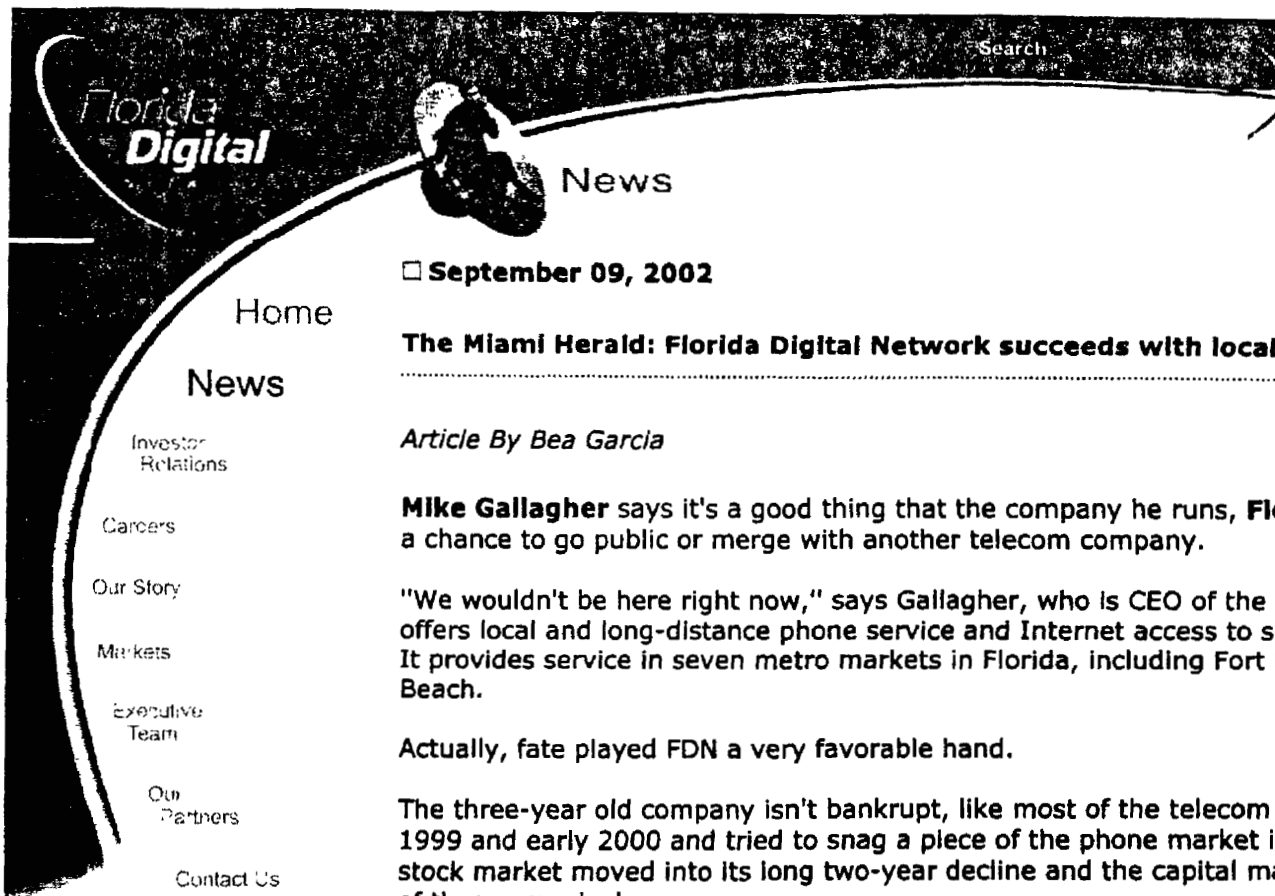 Search
Florida
Digital
News
Home
News
Investor
Relations
Careers
Our Story
Markets
Executive
Team
Our
Partners
Contact Us
September 09, 2002
The Miami Herald: Florida Digital Network succeeds with local
Article By Bea Garcia
Mike Gallagher says it's a good thing that the company he runs,
a chance to go public or merge with another telecom company.
"We wouldn't be here right now," says Gallagher, who is CEO of the
offers local and long-distance phone service and Internet access to s
It provides service in seven metro markets in Florida, including Fort
Beach.
Actually, fate played FDN a very favorable hand.
The three-year old company isn't bankrupt, like most of the telecom
1999 and early 2000 and tried to snag a piece of the phone market i
stock market moved into its long two-year decline and the capital ma